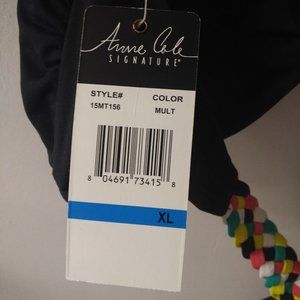 Anne Cole
SIGNATURE®
STYLE# COLOR
15MT156 MULT
8 04691 73415 8
XL